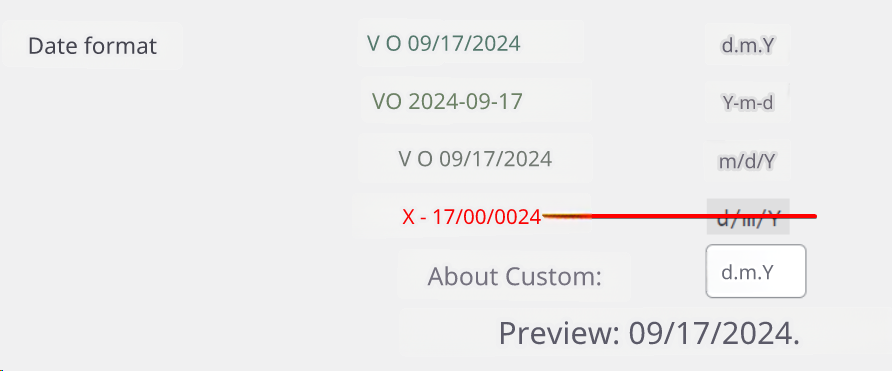 Date format V O 09/17/2024 d.m.Y
VO 2024-09-17 Y-m-d
V O 09/17/2024 m/d/Y
X - 17/00/0024 d/m/Y
About Custom: d.m.Y
Preview: 09/17/2024.